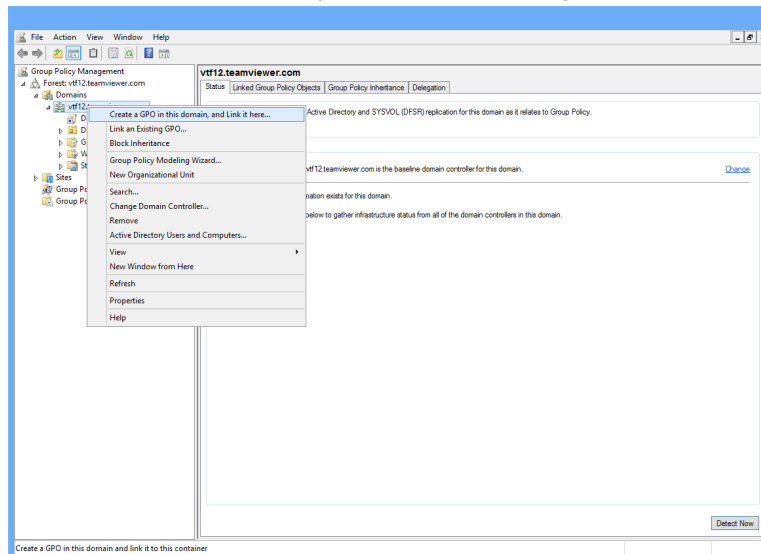 File Action View Window Help
Group Policy Management
Forest: vtf12.teamviewer.com
Domains
vtf12.
D
D
G
W
St
Sites
Group Po
Group Po
Create a GPO in this domain, and Link it here...
Link an Existing GPO...
Block Inheritance
Group Policy Modeling Wizard...
New Organizational Unit
Search...
Change Domain Controller...
Remove
Active Directory Users and Computers...
View
New Window from Here
Refresh
Properties
Help
vtf12.teamviewer.com
Status Linked Group Policy Objects Group Policy Inheritance Delegation
Active Directory and SYSVOL (DFSR) replication for this domain as it relates to Group Policy.
vtf12.teamviewer.com is the baseline domain controller for this domain. Change
mation exists for this domain.
below to gather infrastructure status from all of the domain controllers in this domain.
Detect Now
Create a GPO in this domain and link it to this container